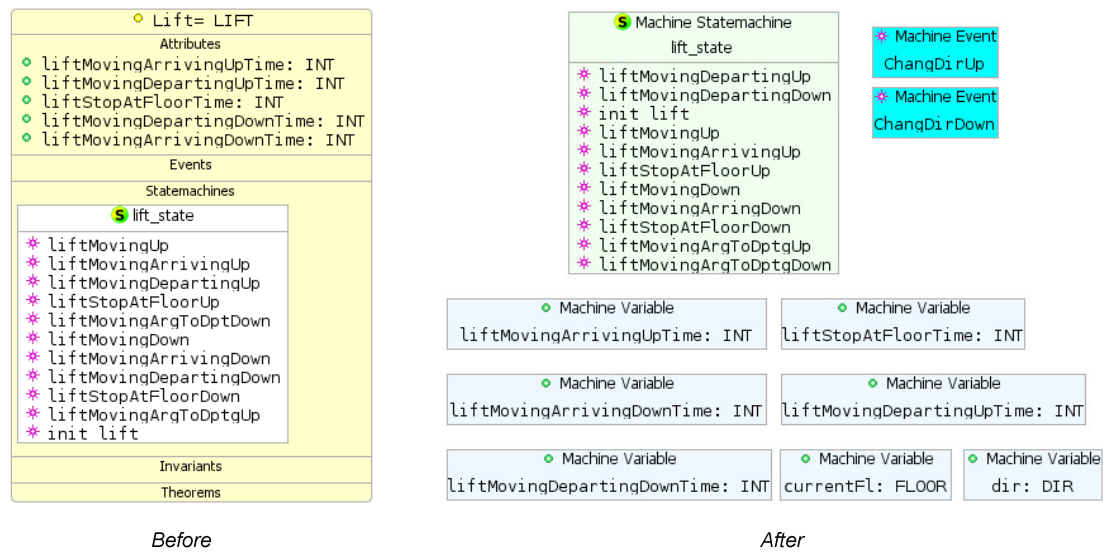 Lift= LIFT
Attributes
liftMovingArrivingUpTime: INT
liftMovingDepartingUpTime: INT
liftStopAtFloorTime: INT
liftMovingDepartingDownTime: INT
liftMovingArrivingDownTime: INT
Events
Statemachines
S lift_state
liftMovingUp
liftMovingArrivingUp
liftMovingDepartingUp
liftStopAtFloorUp
liftMovingArgToDptDown
liftMovingDown
liftMovingArrivingDown
liftMovingDepartingDown
liftStopAtFloorDown
liftMovingArgToDptgUp
init lift
Invariants
Theorems
Before
S Machine Statemachine
lift_state
liftMovingDepartingUp
liftMovingDepartingDown
init lift
liftMovingUp
liftMovingArrivingUp
liftStopAtFloorUp
liftMovingDown
liftMovingArringDown
liftStopAtFloorDown
liftMovingArgToDptgUp
liftMovingArgToDptgDown
Machine Event
ChangDirUp
Machine Event
ChangDirDown
Machine Variable
liftMovingArrivingUpTime: INT
Machine Variable
liftStopAtFloorTime: INT
Machine Variable
liftMovingArrivingDownTime: INT
Machine Variable
liftMovingDepartingUpTime: INT
Machine Variable
liftMovingDepartingDownTime: INT
Machine Variable
currentFl: FLOOR
Machine Variable
dir: DIR
After